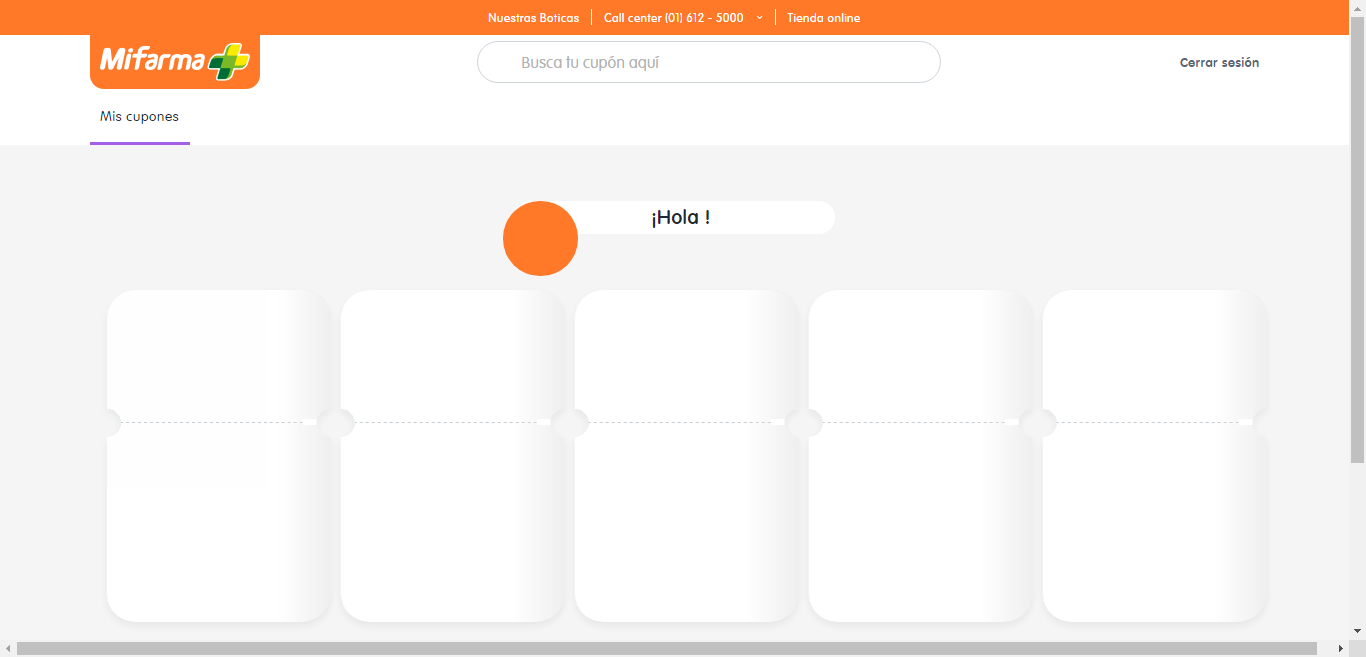 Nuestras Boticas
Call center (01) 612 - 5000
Tienda online
Mifarma
Busca tu cupón aquí
Cerrar sesión
Mis cupones
¡Hola !